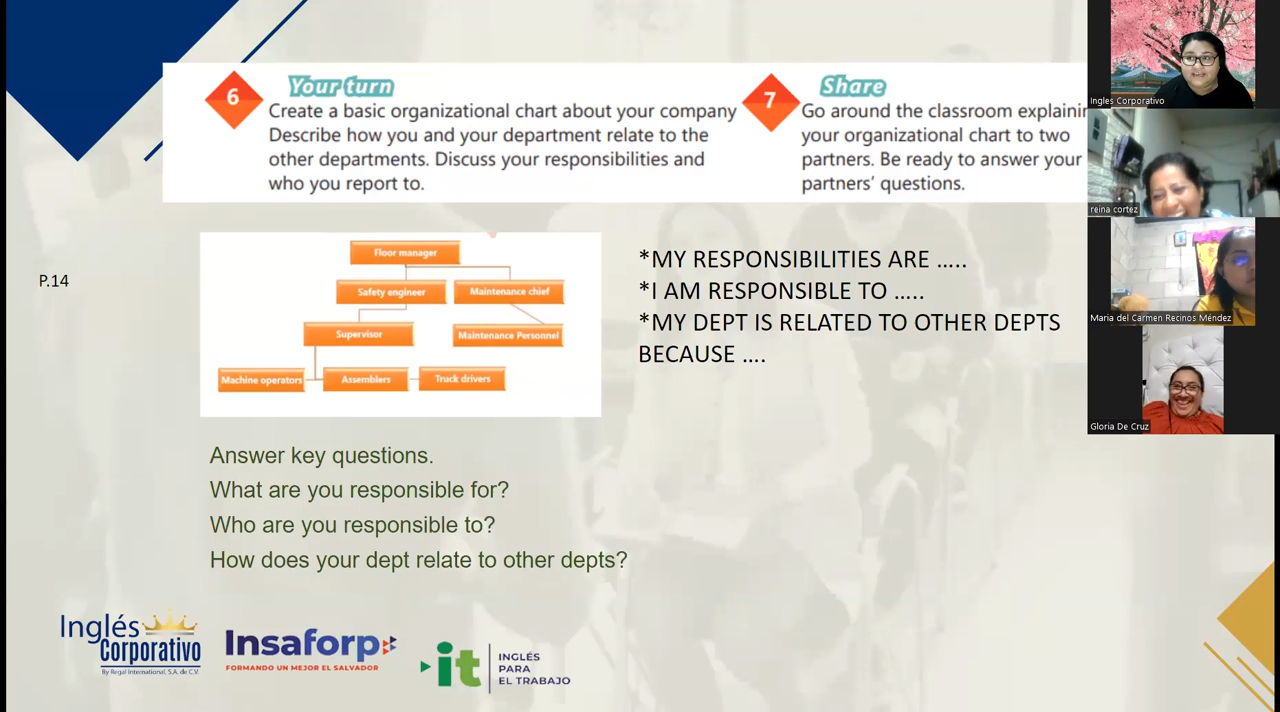 6
Your turn
Create a basic organizational chart about your company
Describe how you and your department relate to the
other departments. Discuss your responsibilities and
who you report to.
7
Share
Go around the classroom explainin
your organizational chart to two
partners. Be ready to answer your
partners' questions.
P.14
Floor manager
Safety engineer
Maintenance chief
Supervisor
Maintenance Personnel
Machine operators
Assemblers
Truck drivers
*MY RESPONSIBILITIES ARE .....
*I AM RESPONSIBLE TO .....
*MY DEPT IS RELATED TO OTHER DEPTS
BECAUSE ....
Answer key questions.
What are you responsible for?
Who are you responsible to?
How does your dept relate to other depts?
Inglés
Corporativo
By Regal International, S.A. de C.V.
Insaforp
FORMANDO UN MEJOR EL SALVADOR
it
INGLÉS
PARA
EL TRABAJO
Ingles Corporativo
reina cortez
Maria del Carmen Recinos Méndez
Gloria De Cruz